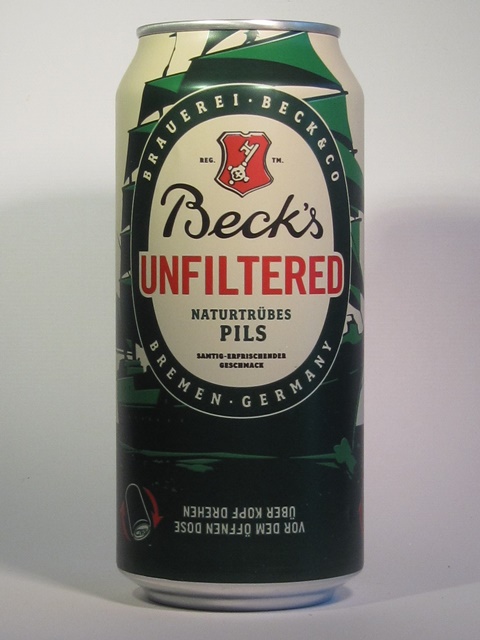 BRAUEREI · BECK & CO
REG. TM.
Beck's
UNFILTERED
NATURTRÜBES
PILS
SAMTIG-ERFRISCHENDER
GESCHMACK
BREMEN · GERMANY
VOR DEM ÖFFNEN DOSE
ÜBER KOPF DREHEN